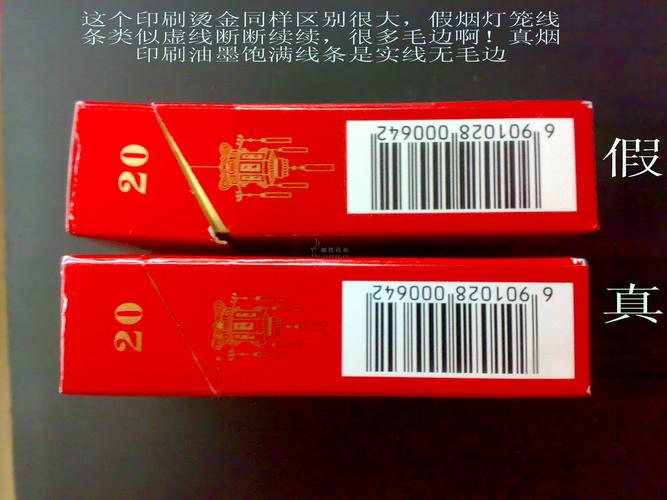 这个印刷烫金同样区别很大，假烟灯笼线
条类似虚线断断续续，很多毛边啊！真烟
印刷油墨饱满线条是实线无毛边
20
6 901028 000642
假
20
6 901028 000642
真